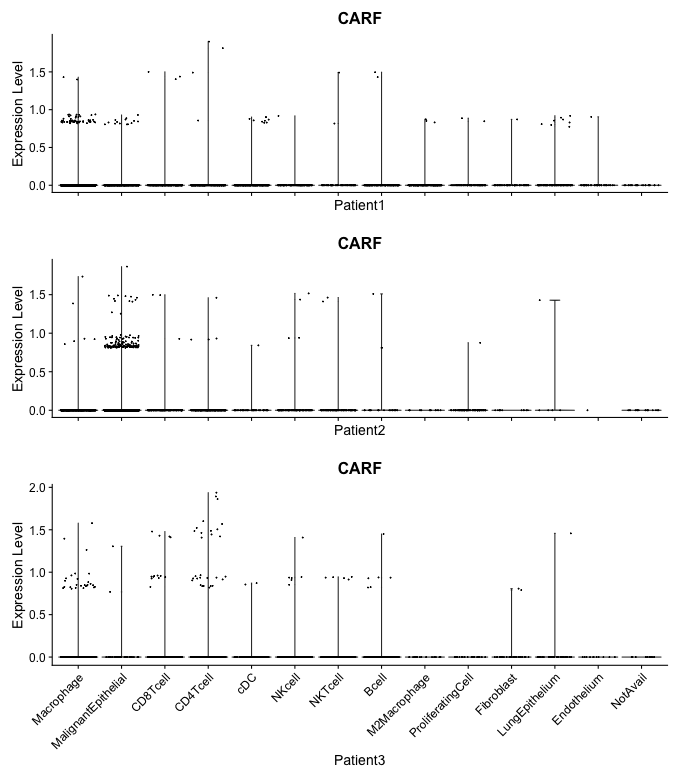 CARF
Expression Level
1.5
1.0
0.5
0.0
Patient1
CARF
Expression Level
1.5
1.0
0.5
0.0
Patient2
CARF
Expression Level
2.0
1.5
1.0
0.5
0.0
Macrophage
MalignantEpithelial
CD8Tcell
CD4Tcell
cDC
NKcell
NKTcell
Bcell
M2Macrophage
ProliferatingCell
Fibroblast
LungEpithelium
Endothelium
NotAvail
Patient3